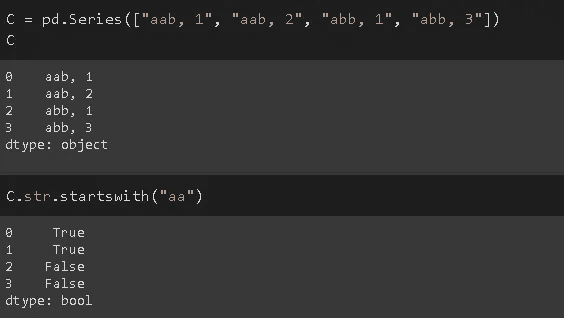 C = pd.Series(["aab, 1", "aab, 2", "abb, 1", "abb, 3"])
C
0    aab, 1
1    aab, 2
2    abb, 1
3    abb, 3
dtype: object
C.str.startswith("aa")
0     True
1     True
2    False
3    False
dtype: bool